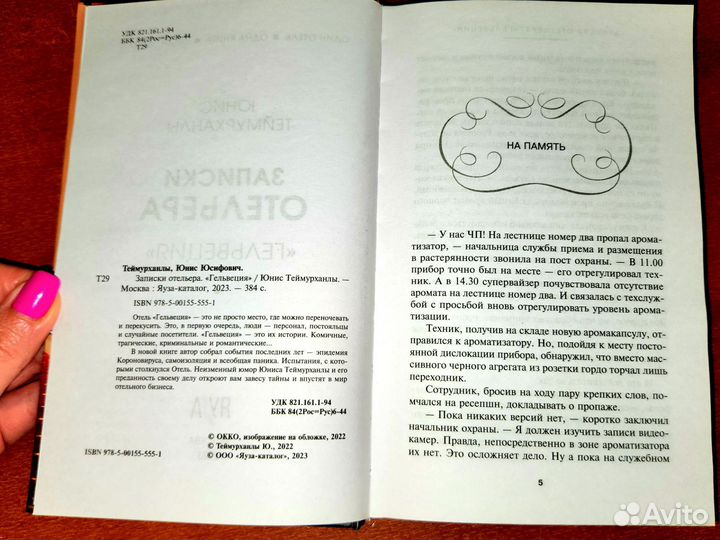 УДК 821.161.1-94
ББК 84(2Рос=Рус)6-44
Т29
ЮНИС
ТЕЙМУРХАНЛЫ
ЗАПИСКИ
ОТЕЛЬЕРА
"ГЕЛЬВЕЦИЯ"
Теймурханлы, Юнис Юсифович.
Т29 Записки отельера. «Гельвеция» / Юнис Теймурханлы. —
Москва : Яуза-каталог, 2023. — 384 с.
ISBN 978-5-00155-555-1
Отель «Гельвеция» — это не просто место, где можно переночевать
и перекусить. Это, в первую очередь, люди – персонал, постояльцы
и случайные посетители. «Гельвеция» — это их истории. Комичные,
трагические, криминальные и романтические...
В новой книге автор собрал события последних лет – эпидемия
Короновируса, самоизоляция и всеобщая паника. Испытания, с кото-
рыми столкнулся Отель. Неизменный юмор Юниса Теймурханлы и его
преданность своему делу откроют вам завесу тайны и впустят в мир
отельного бизнеса.
УДК 821.161.1-94
ББК 84(2Рос=Рус)6-44
© ОККО, изображение на обложке, 2022
© Теймурханлы Ю., 2022
ISBN 978-5-00155-555-1 © ООО «Яуза-каталог», 2023
НА ПАМЯТЬ
— У нас ЧП! На лестнице номер два пропал арома-
тизатор, – начальница службы приема и размещения
в растерянности звонила на пост охраны. – В 11.00
прибор точно был на месте – его отрегулировал тех-
ник. А в 14.30 супервайзер почувствовала отсутствие
аромата на лестнице номер два. И связалась с техслуж-
бой с просьбой вновь отрегулировать уровень арома-
тизации.
Техник, получив на складе новую аромакапсулу, от-
правился к ароматизатору. Но, подойдя к месту посто-
янной дислокации прибора, обнаружил, что вместо мас-
сивного черного агрегата из розетки гордо торчал лишь
переходник.
Сотрудник, бросив на ходу пару крепких слов, по-
мчался на ресепшн, докладывать о пропаже.
— Пока никаких версий нет, – коротко заключил
начальник охраны. – Я должен изучить записи видео-
камер. Правда, непосредственно в зоне ароматизатора
их нет. Это осложняет дело. Ну а пока на служебном
5
Avito